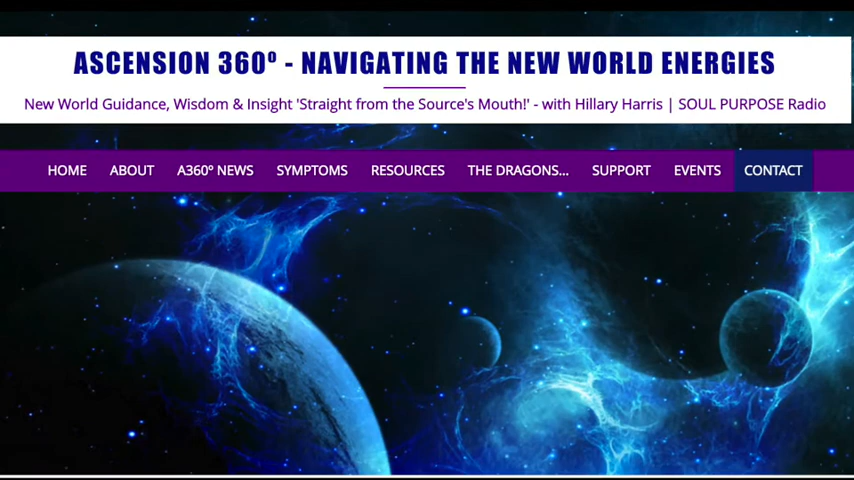 ASCENSION 360º - NAVIGATING THE NEW WORLD ENERGIES
New World Guidance, Wisdom & Insight 'Straight from the Source's Mouth!' - with Hillary Harris | SOUL PURPOSE Radio
HOME ABOUT A360º NEWS SYMPTOMS RESOURCES THE DRAGONS... SUPPORT EVENTS CONTACT